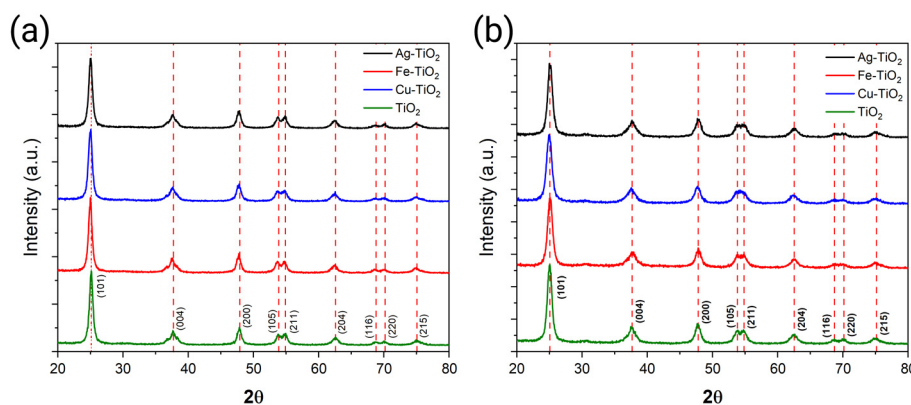 (a)
Ag-TiO₂
Fe-TiO₂
Cu-TiO₂
TiO₂
Intensity (a.u.)
(101)
(004)
(200)
(105)
(211)
(204)
(116)
(220)
(215)
20 30 40 50 60 70 80
2θ
(b)
Ag-TiO₂
Fe-TiO₂
Cu-TiO₂
TiO₂
Intensity (a.u.)
(101)
(004)
(200)
(105)
(211)
(204)
(116)
(220)
(215)
20 30 40 50 60 70 80
2θ